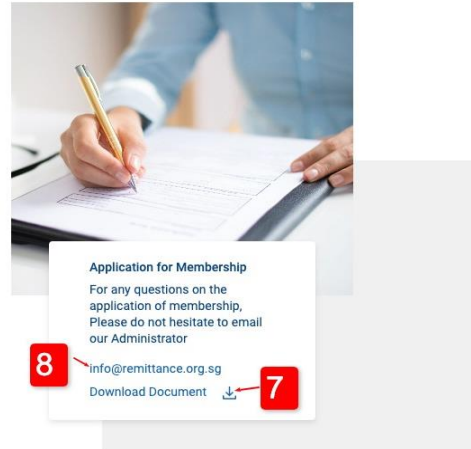 Application for Membership
For any questions on the
application of membership,
Please do not hesitate to email
our Administrator
8
info@remittance.org.sg
Download Document
7